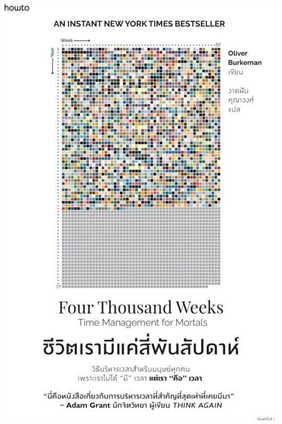 howto
AN INSTANT NEW YORK TIMES BESTSELLER
Week
Year
Oliver
Burkeman
เขียน
วาดฝัน
คุณาวงศ์
แปล
Four Thousand Weeks
Time Management for Mortals
ชีวิตเรามีแค่สี่พันสัปดาห์
วิธีบริหารเวลาสำหรับมนุษย์ทุกคน
เพราะเราไม่ได้ “มี” เวลา แต่เรา “คือ” เวลา
“นี่คือหนังสือเกี่ยวกับการบริหารเวลาที่สำคัญที่สุดเท่าที่เคยมีมา”
– Adam Grant นักจิตวิทยา ผู้เขียน THINK AGAIN